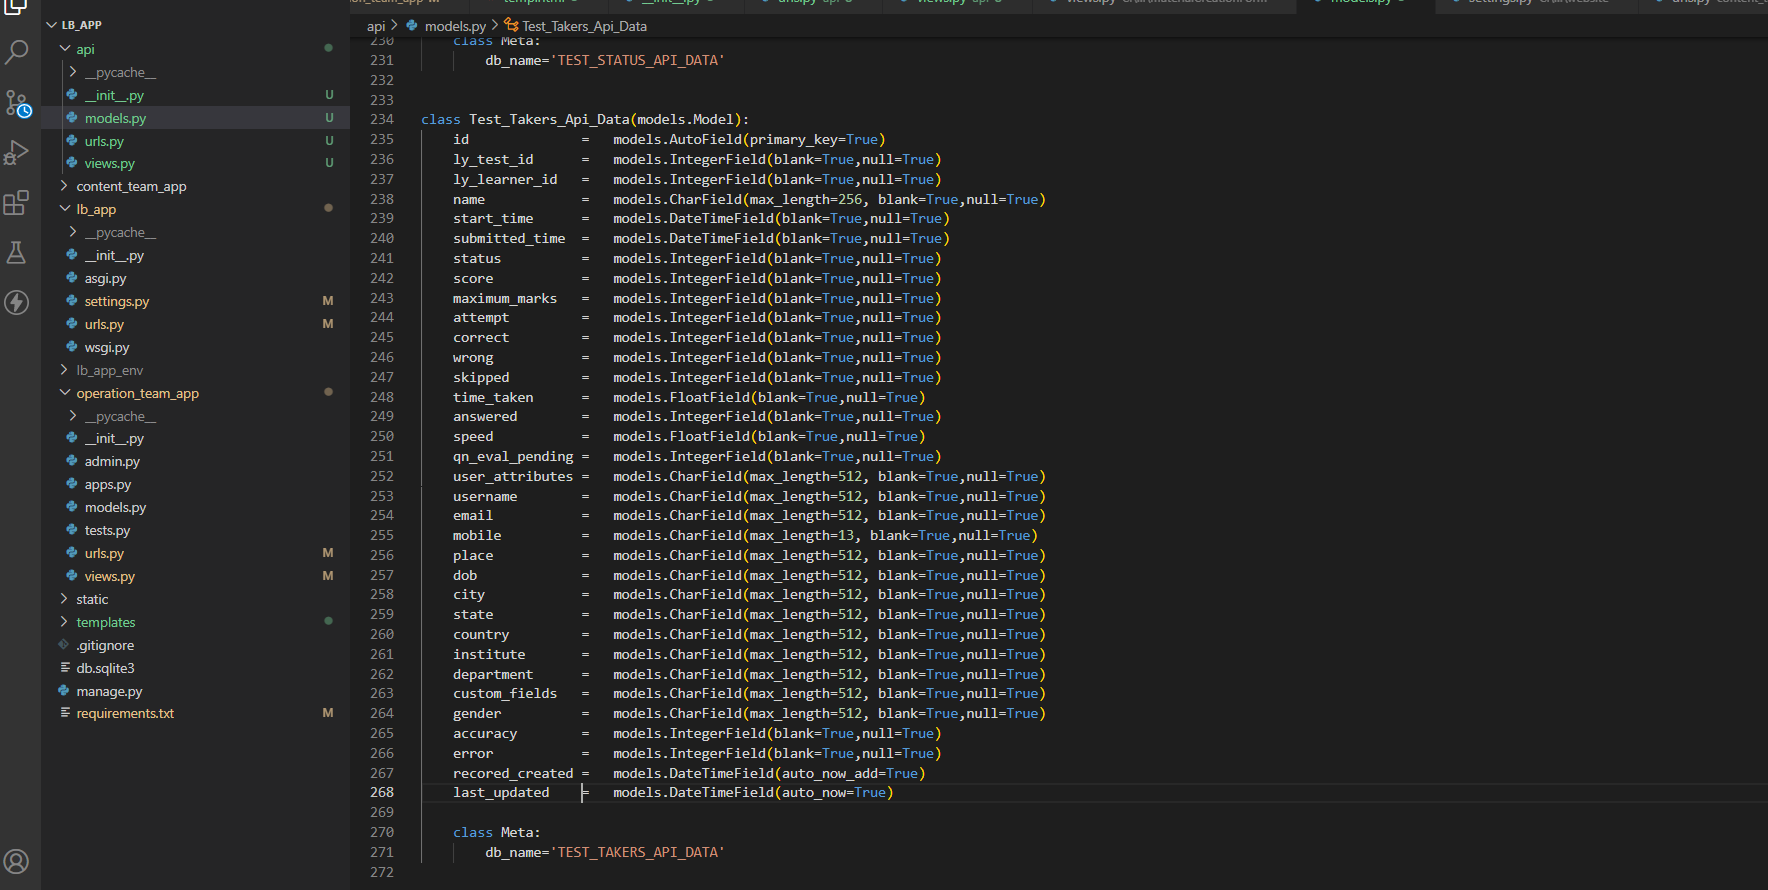 LB_APP
api
__pycache__
__init__.py U
models.py U
urls.py U
views.py U
content_team_app
lb_app
__pycache__
__init__.py
asgi.py
settings.py M
urls.py M
wsgi.py
lb_app_env
operation_team_app
__pycache__
__init__.py
admin.py
apps.py
models.py
tests.py
urls.py M
views.py M
static
templates
.gitignore
db.sqlite3
manage.py
requirements.txt M
api > models.py > Test_Takers_Api_Data
230 class Meta:
231 db_name='TEST_STATUS_API_DATA'
232
233
234 class Test_Takers_Api_Data(models.Model):
235 id = models.AutoField(primary_key=True)
236 ly_test_id = models.IntegerField(blank=True,null=True)
237 ly_learner_id = models.IntegerField(blank=True,null=True)
238 name = models.CharField(max_length=256, blank=True,null=True)
239 start_time = models.DateTimeField(blank=True,null=True)
240 submitted_time = models.DateTimeField(blank=True,null=True)
241 status = models.IntegerField(blank=True,null=True)
242 score = models.IntegerField(blank=True,null=True)
243 maximum_marks = models.IntegerField(blank=True,null=True)
244 attempt = models.IntegerField(blank=True,null=True)
245 correct = models.IntegerField(blank=True,null=True)
246 wrong = models.IntegerField(blank=True,null=True)
247 skipped = models.IntegerField(blank=True,null=True)
248 time_taken = models.FloatField(blank=True,null=True)
249 answered = models.IntegerField(blank=True,null=True)
250 speed = models.FloatField(blank=True,null=True)
251 qn_eval_pending = models.IntegerField(blank=True,null=True)
252 user_attributes = models.CharField(max_length=512, blank=True,null=True)
253 username = models.CharField(max_length=512, blank=True,null=True)
254 email = models.CharField(max_length=512, blank=True,null=True)
255 mobile = models.CharField(max_length=13, blank=True,null=True)
256 place = models.CharField(max_length=512, blank=True,null=True)
257 dob = models.CharField(max_length=512, blank=True,null=True)
258 city = models.CharField(max_length=512, blank=True,null=True)
259 state = models.CharField(max_length=512, blank=True,null=True)
260 country = models.CharField(max_length=512, blank=True,null=True)
261 institute = models.CharField(max_length=512, blank=True,null=True)
262 department = models.CharField(max_length=512, blank=True,null=True)
263 custom_fields = models.CharField(max_length=512, blank=True,null=True)
264 gender = models.CharField(max_length=512, blank=True,null=True)
265 accuracy = models.IntegerField(blank=True,null=True)
266 error = models.IntegerField(blank=True,null=True)
267 recored_created = models.DateTimeField(auto_now_add=True)
268 last_updated = models.DateTimeField(auto_now=True)
269
270 class Meta:
271 db_name='TEST_TAKERS_API_DATA'
272